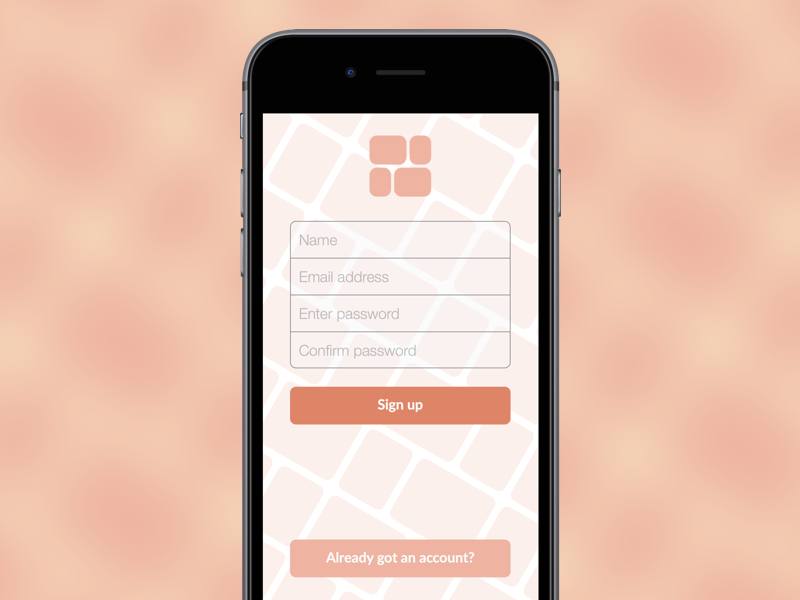 Name
Email address
Enter password
Confirm password
Sign up
Already got an account?